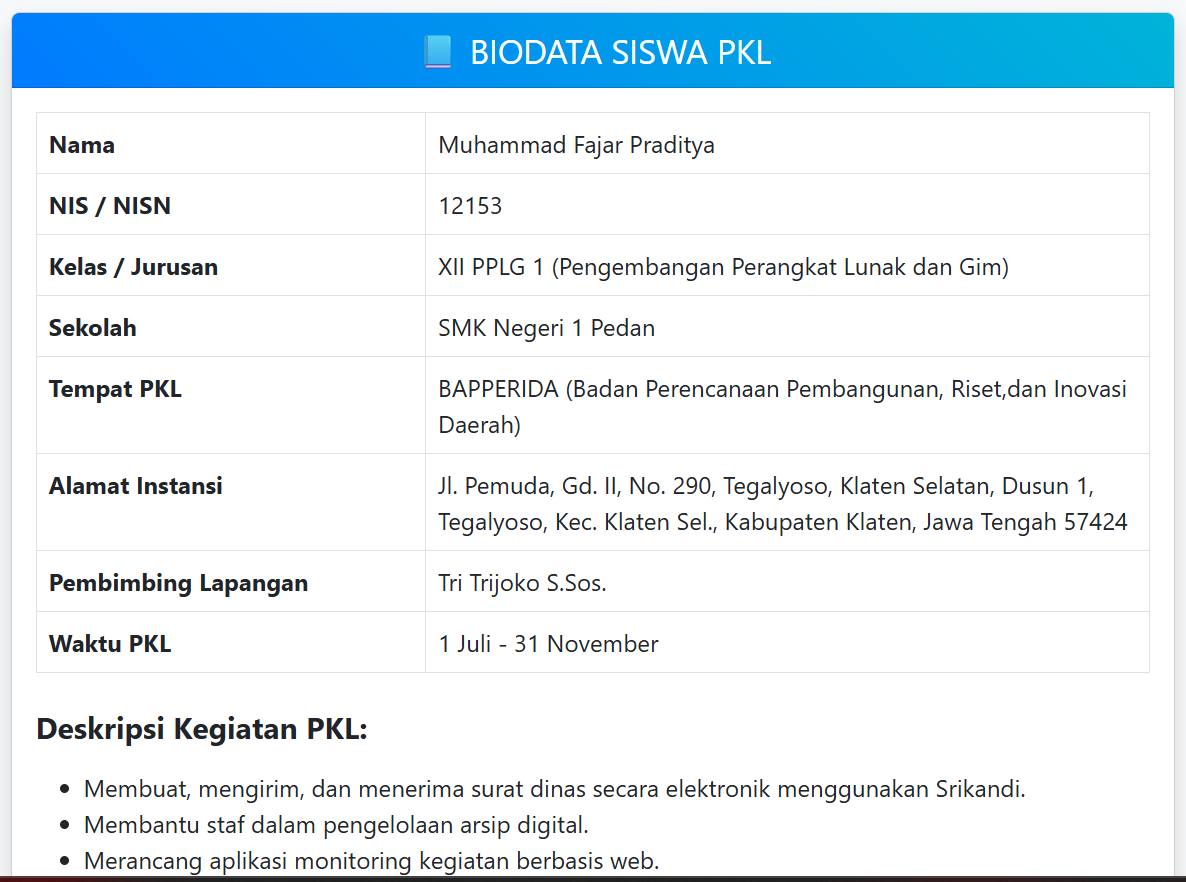 BIODATA SISWA PKL
Nama Muhammad Fajar Praditya
NIS / NISN 12153
Kelas / Jurusan XII PPLG 1 (Pengembangan Perangkat Lunak dan Gim)
Sekolah SMK Negeri 1 Pedan
Tempat PKL BAPPERIDA (Badan Perencanaan Pembangunan, Riset,dan Inovasi
Daerah)
Alamat Instansi Jl. Pemuda, Gd. II, No. 290, Tegalyoso, Klaten Selatan, Dusun 1,
Tegalyoso, Kec. Klaten Sel., Kabupaten Klaten, Jawa Tengah 57424
Pembimbing Lapangan Tri Trijoko S.Sos.
Waktu PKL 1 Juli - 31 November
Deskripsi Kegiatan PKL:
• Membuat, mengirim, dan menerima surat dinas secara elektronik menggunakan Srikandi.
• Membantu staf dalam pengelolaan arsip digital.
• Merancang aplikasi monitoring kegiatan berbasis web.